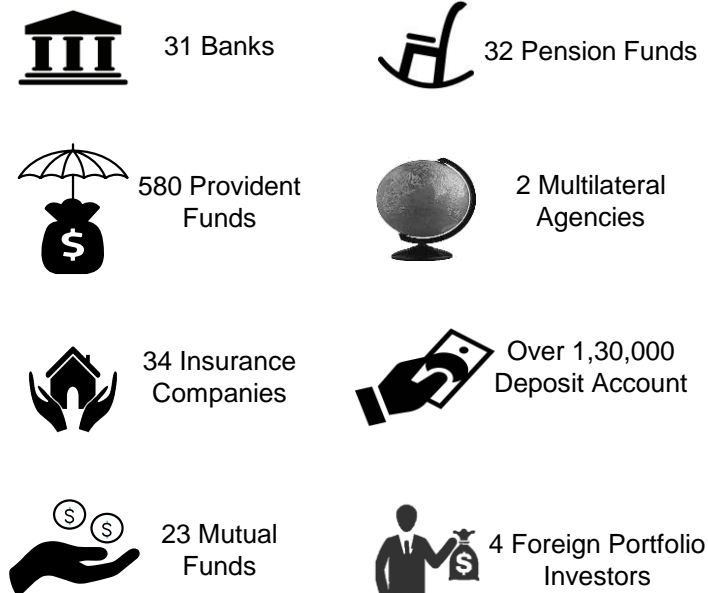 31 Banks
32 Pension Funds
580 Provident
Funds
2 Multilateral
Agencies
34 Insurance
Companies
Over 1,30,000
Deposit Account
23 Mutual
Funds
4 Foreign Portfolio
Investors